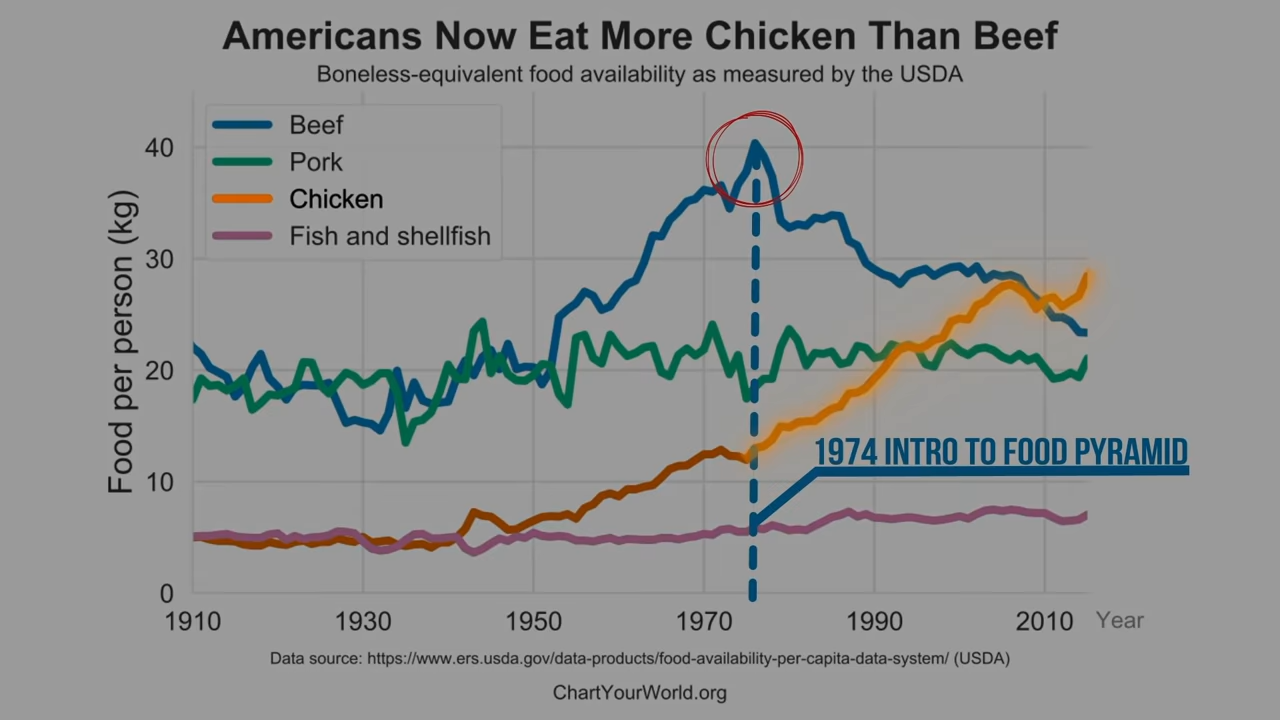 Americans Now Eat More Chicken Than Beef
Boneless-equivalent food availability as measured by the USDA
Beef
Pork
Chicken
Fish and shellfish
Food per person (kg)
40
30
20
10
0
1974 INTRO TO FOOD PYRAMID
1910 1930 1950 1970 1990 2010 Year
Data source: https://www.ers.usda.gov/data-products/food-availability-per-capita-data-system/ (USDA)
ChartYourWorld.org